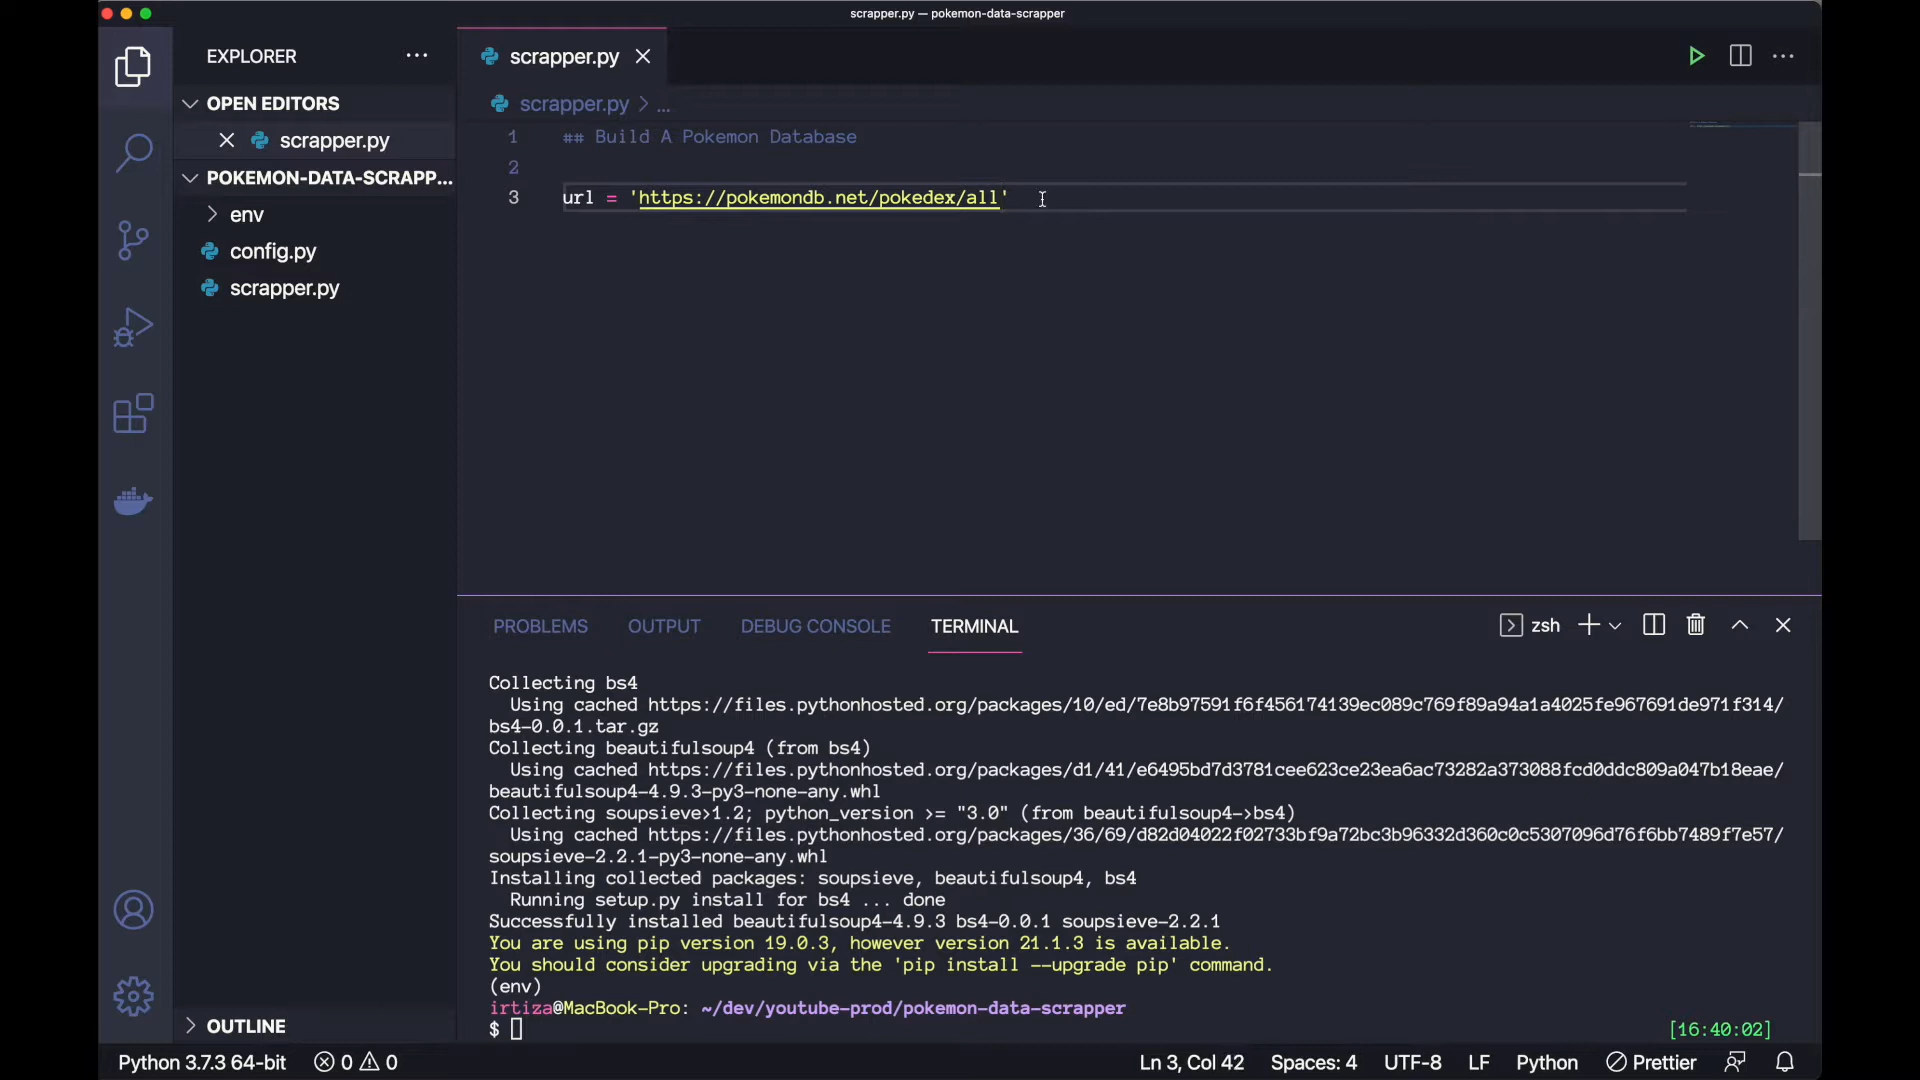 scrapper.py — pokemon-data-scrapper
EXPLORER
OPEN EDITORS
scrapper.py
POKEMON-DATA-SCRAPP...
env
config.py
scrapper.py
OUTLINE
scrapper.py
scrapper.py > ...
1 ## Build A Pokemon Database
2
3 url = 'https://pokemondb.net/pokedex/all'
PROBLEMS OUTPUT DEBUG CONSOLE TERMINAL
zsh
Collecting bs4
Using cached https://files.pythonhosted.org/packages/10/ed/7e8b97591f6f456174139ec089c769f89a94a1a4025fe967691de971f314/
bs4-0.0.1.tar.gz
Collecting beautifulsoup4 (from bs4)
Using cached https://files.pythonhosted.org/packages/d1/41/e6495bd7d3781cee623ce23ea6ac73282a373088fcd0ddc809a047b18eae/
beautifulsoup4-4.9.3-py3-none-any.whl
Collecting soupsieve>1.2; python_version >= "3.0" (from beautifulsoup4->bs4)
Using cached https://files.pythonhosted.org/packages/36/69/d82d04022f02733bf9a72bc3b96332d360c0c5307096d76f6bb7489f7e57/
soupsieve-2.2.1-py3-none-any.whl
Installing collected packages: soupsieve, beautifulsoup4, bs4
Running setup.py install for bs4 ... done
Successfully installed beautifulsoup4-4.9.3 bs4-0.0.1 soupsieve-2.2.1
You are using pip version 19.0.3, however version 21.1.3 is available.
You should consider upgrading via the 'pip install --upgrade pip' command.
(env)
irtiza@MacBook-Pro: ~/dev/youtube-prod/pokemon-data-scrapper
$ [16:40:02]
Python 3.7.3 64-bit 0 0 Ln 3, Col 42 Spaces: 4 UTF-8 LF Python Prettier